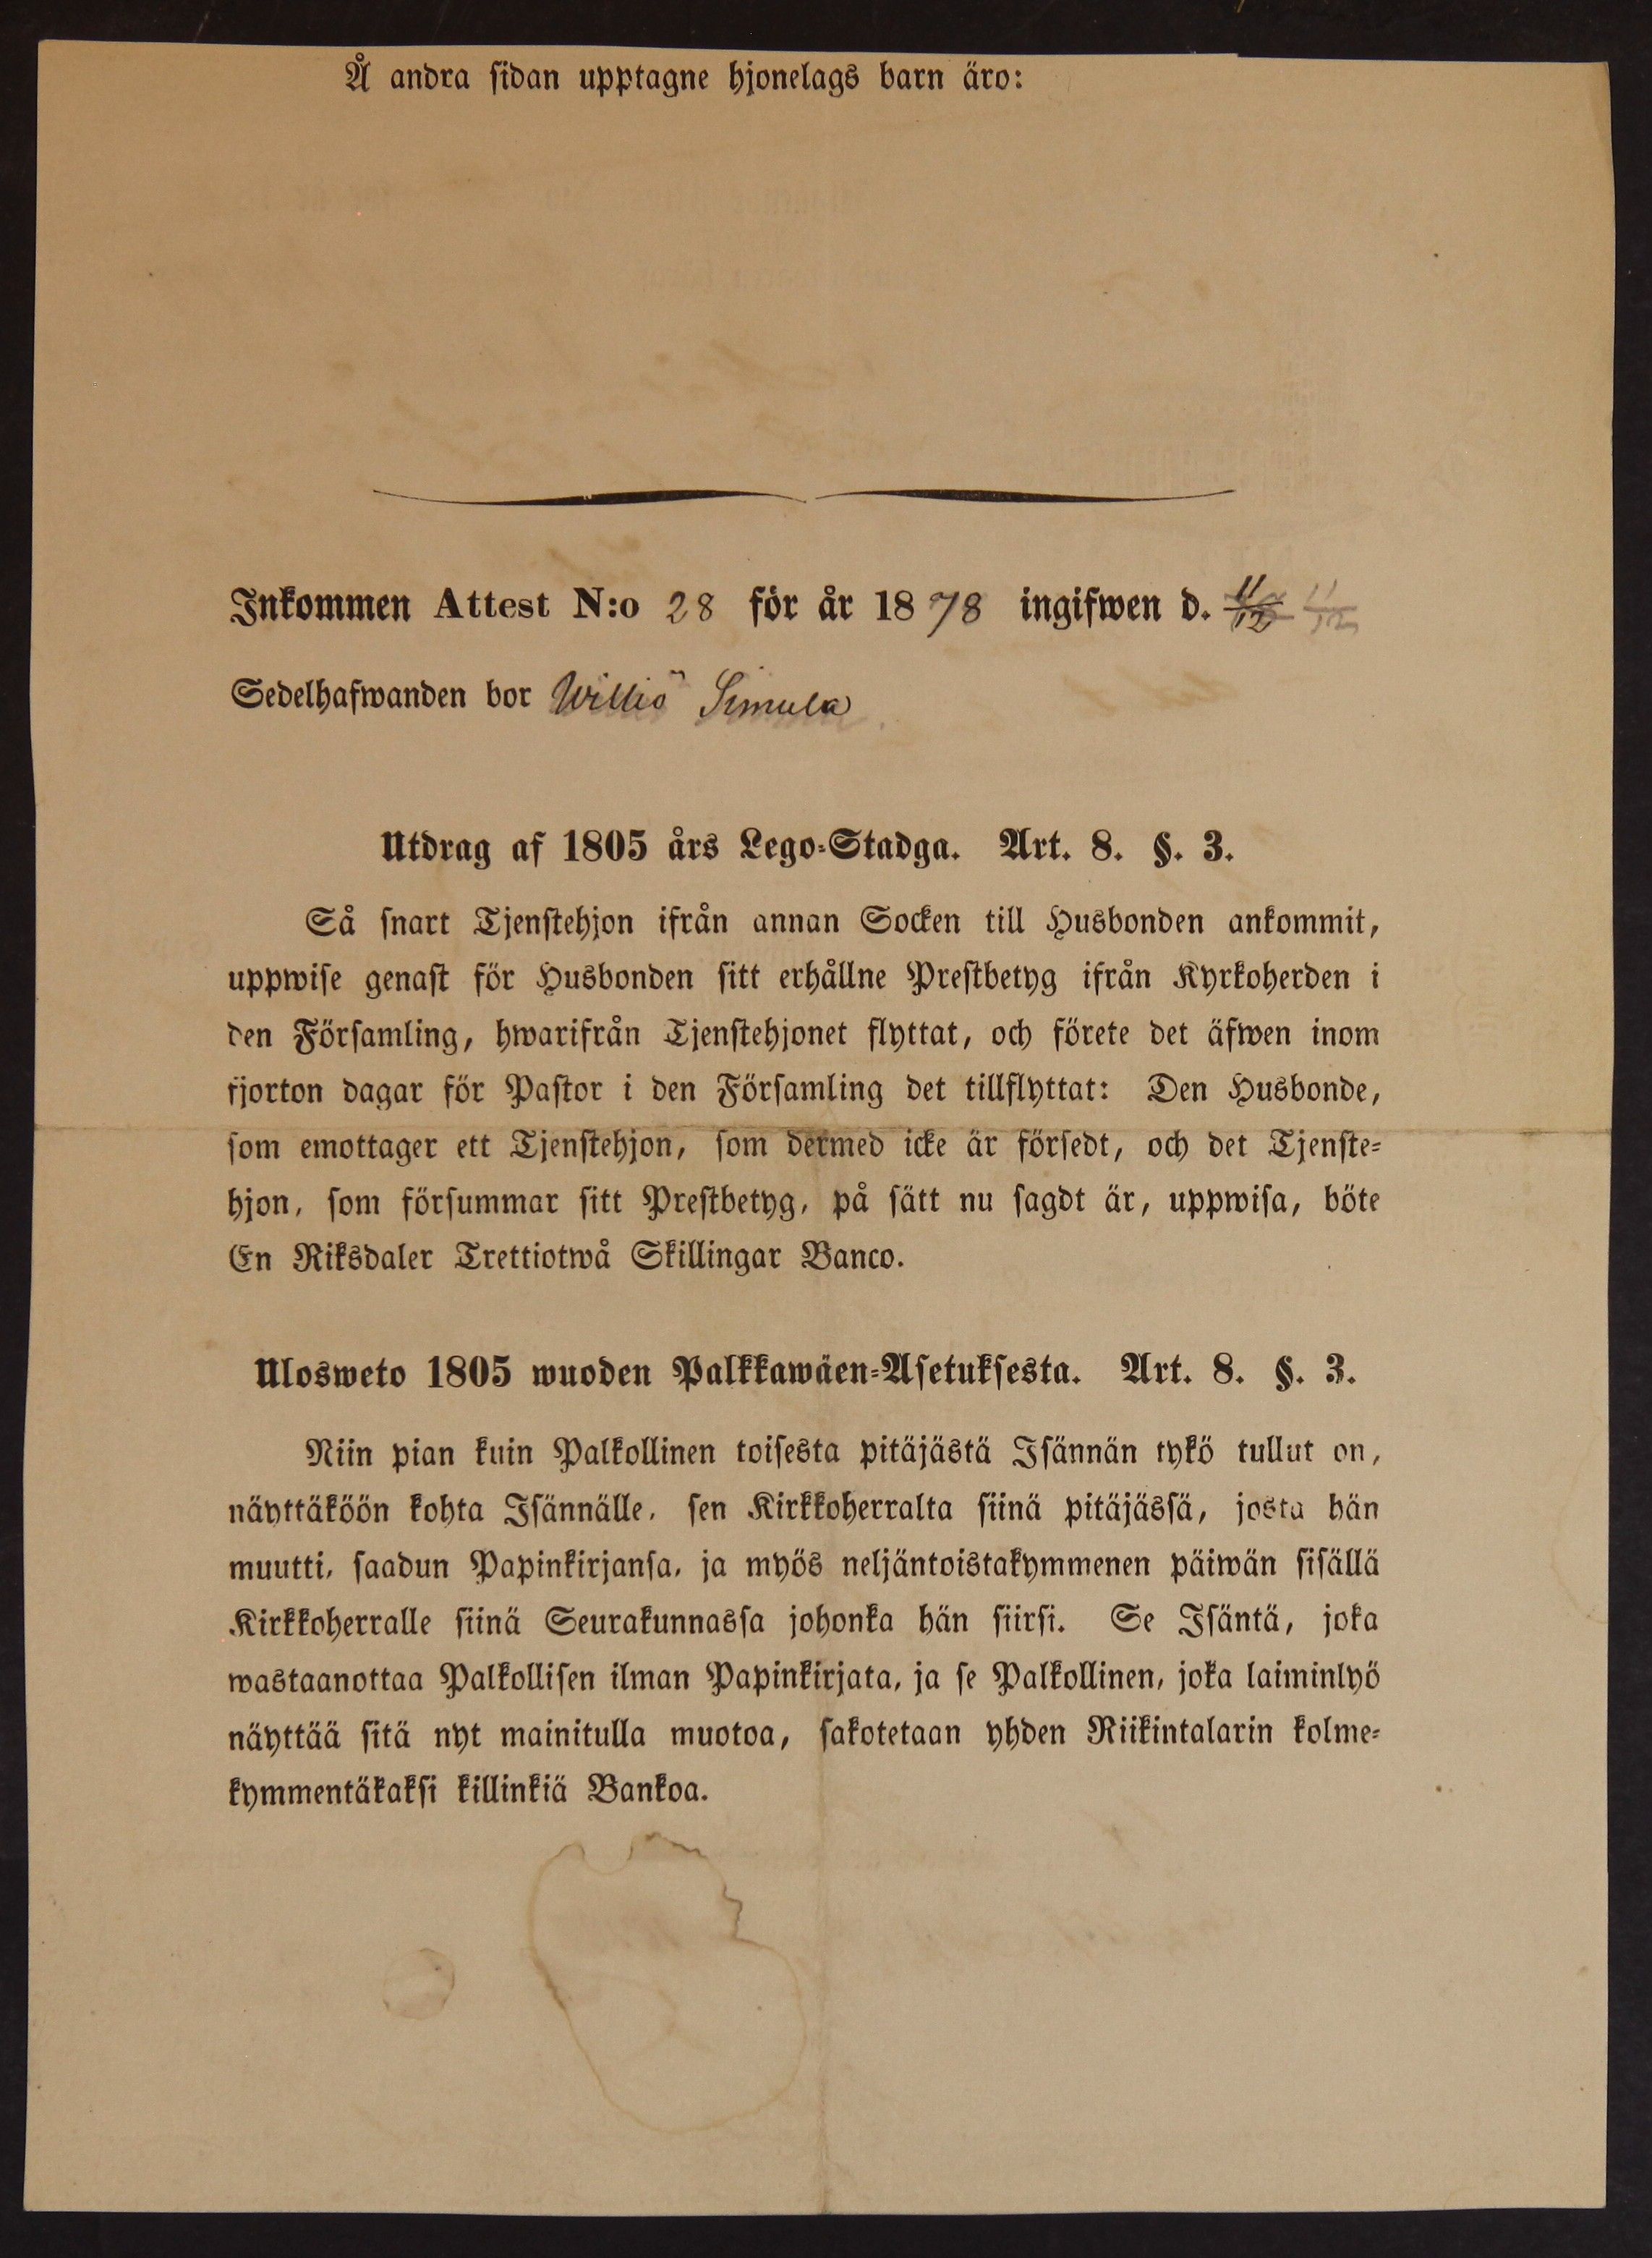 Å andra sidan upptagne hjonelags barn äro:
Inkommen Attest N:o 28 för år 1878 ingifwen d. 11/12 11/12
Sedelhafwanden bor Williö Simula
Utdrag af 1805 års Lego-Stadga. Art. 8. §. 3.
Så snart Tjenstehjon ifrån annan Socken till Husbonden ankommit,
uppwise genast för Husbonden sitt erhållne Prestbetyg ifrån Kyrkoherden i
den Församling, hwarifrån Tjenstehjonet flyttat, och förete det äfwen inom
fjorton dagar för Pastor i den Församling det tillflyttat: Den Husbonde,
som emottager ett Tjenstehjon, som dermed icke är försedt, och det Tjenste-
hjon, som försummar sitt Prestbetyg, på sätt nu sagdt är, uppwisa, böte
En Riksdaler Trettiotwå Skillingar Banco.
Ulosweto 1805 wuoden Palkkawäen-Asetuksesta. Art. 8. §. 3.
Niin pian kuin Palkollinen toisesta pitäjästä Isännän tykö tullut on,
näyttäköön kohta Isännälle, sen Kirkkoherralta siinä pitäjässä, josta hän
muutti, saadun Papinkirjansa, ja myös neljäntoistakymmenen päiwän sisällä
Kirkkoherralle siinä Seurakunnassa johonka hän siirsi. Se Isäntä, joka
wastaanottaa Palkollisen ilman Papinkirjata, ja se Palkollinen, joka laiminlyö
näyttää sitä nyt mainitulla muotoa, sakotetaan yhden Riikintalarin kolme-
kymmentäkaksi killinkiä Bankoa.